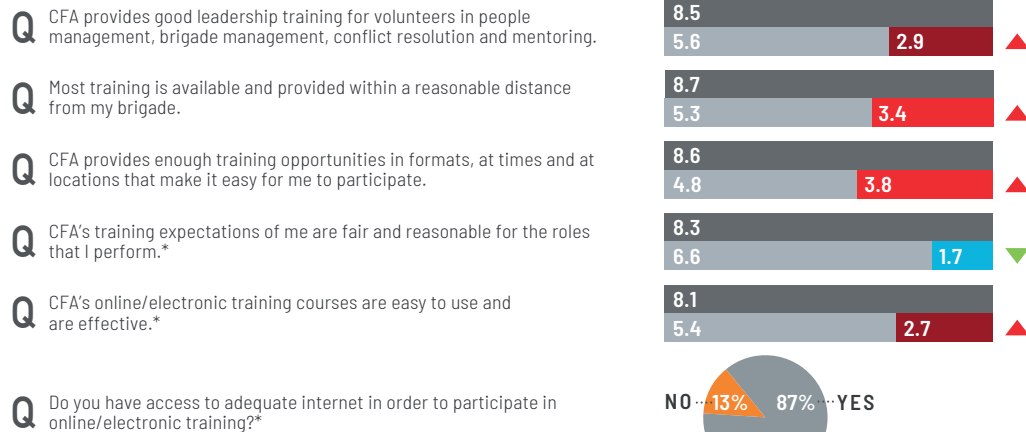 Q CFA provides good leadership training for volunteers in people
management, brigade management, conflict resolution and mentoring.
8.5
5.6 2.9
Q Most training is available and provided within a reasonable distance
from my brigade.
8.7
5.3 3.4
Q CFA provides enough training opportunities in formats, at times and at
locations that make it easy for me to participate.
8.6
4.8 3.8
Q CFA's training expectations of me are fair and reasonable for the roles
that I perform.*
8.3
6.6 1.7
Q CFA's online/electronic training courses are easy to use and
are effective.*
8.1
5.4 2.7
Q Do you have access to adequate internet in order to participate in
online/electronic training?*
NO 13% 87% YES